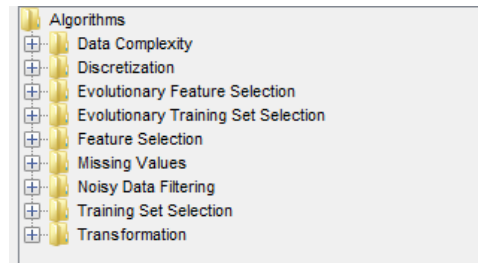 Algorithms
Data Complexity
Discretization
Evolutionary Feature Selection
Evolutionary Training Set Selection
Feature Selection
Missing Values
Noisy Data Filtering
Training Set Selection
Transformation